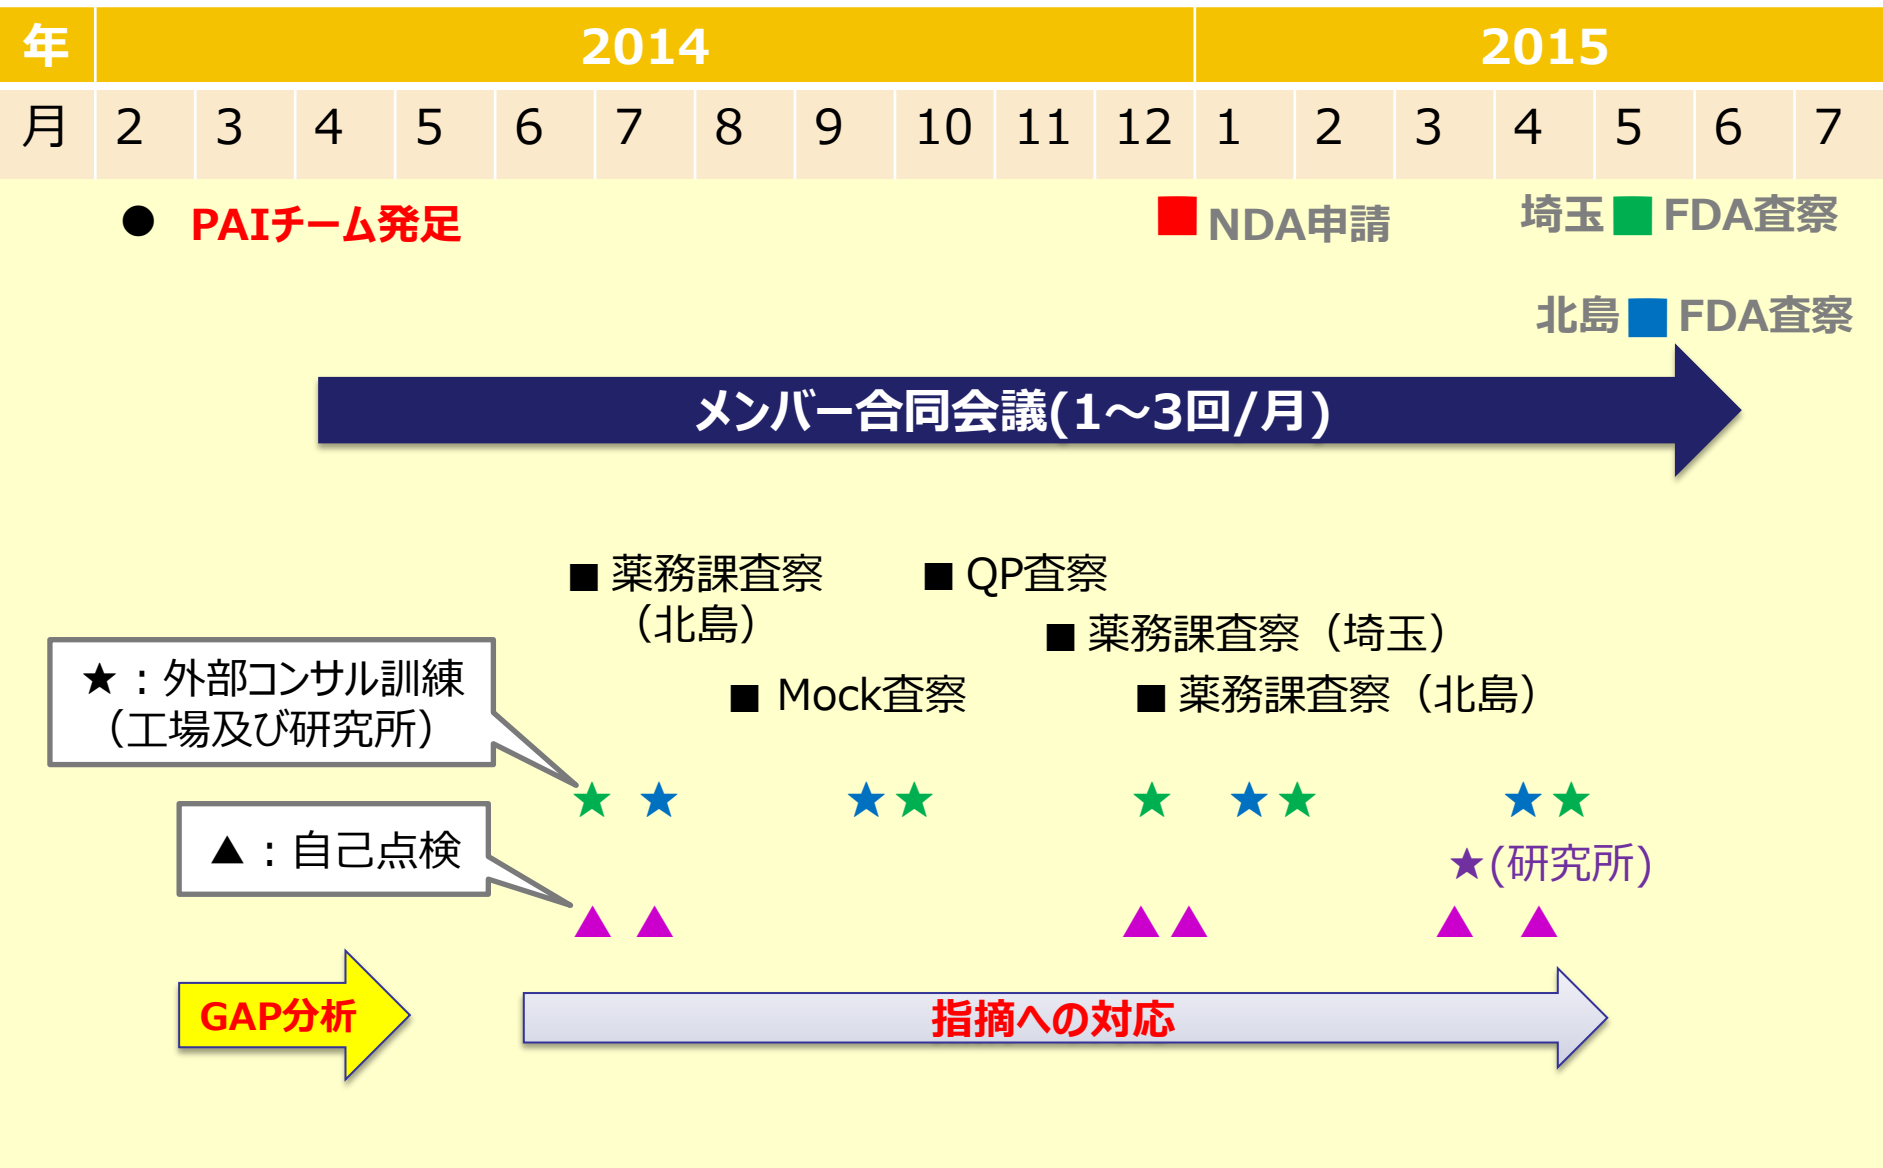 年 2014 2015
月 2 3 4 5 6 7 8 9 10 11 12 1 2 3 4 5 6 7
● PAIチーム発足
■ NDA申請
埼玉 ■ FDA査察
北島 ■ FDA査察
メンバー合同会議(1～3回/月)
■ 薬務課査察
（北島）
■ QP査察
■ 薬務課査察（埼玉）
■ Mock査察
■ 薬務課査察（北島）
★：外部コンサル訓練
（工場及び研究所）
★ ★ ★ ★ ★ ★ ★ ★ ★
▲：自己点検
★(研究所)
▲ ▲ ▲ ▲ ▲ ▲
GAP分析
指摘への対応